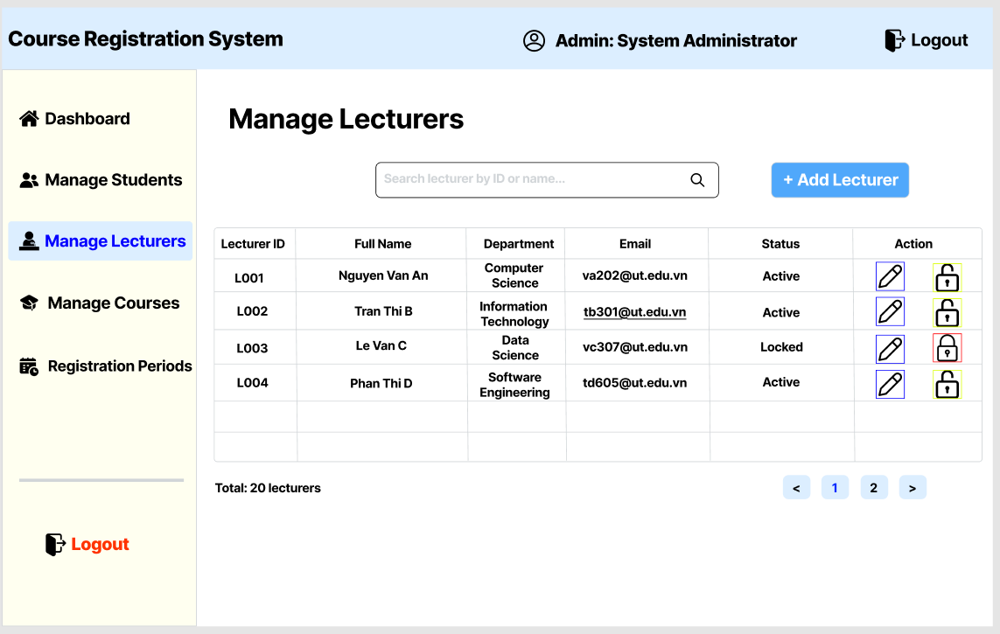 Course Registration System
Admin: System Administrator
Logout
Dashboard
Manage Students
Manage Lecturers
Manage Courses
Registration Periods
Logout
Manage Lecturers
Search lecturer by ID or name...
+ Add Lecturer
Lecturer ID Full Name Department Email Status Action
L001 Nguyen Van An Computer Science va202@ut.edu.vn Active
L002 Tran Thi B Information Technology tb301@ut.edu.vn Active
L003 Le Van C Data Science vc307@ut.edu.vn Locked
L004 Phan Thi D Software Engineering td605@ut.edu.vn Active
Total: 20 lecturers
< 1 2 >